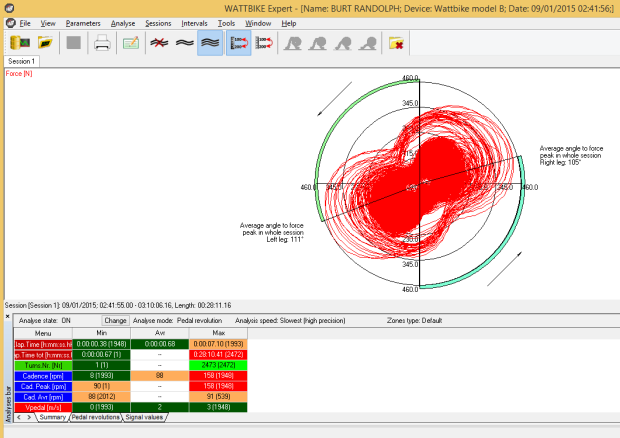 WATTBIKE Expert - [Name: BURT RANDOLPH; Device: Wattbike model B; Date: 09/01/2015 02:41:56;]
File View Parameters Analyse Sessions Intervals Tools Window Help
Session 1
Force [N]
460.0
345.0
Average angle to force
peak in whole session
Right leg: 105°
460.0 345.0 345.0 460.0
Average angle to force
peak in whole session
Left leg: 111°
345.0
460.0
Session [Session 1]: 09/01/2015; 02:41:55.00 - 03:10:06.16, Length: 00:28:11.16
Analyse state: ON Change Analyse mode: Pedal revolution Analysis speed: Slowest (high precision) Zones type: Default
Menu Min Avr Max
Lap.Time [h:mm:ss.hh 0:00:00.38 (1948) 0:00:00.68 0:00:07.10 (1993)
p.Time tot [h:mm:ss.l 0:00:00.67 (1) -- 0:28:10.41 (2472)
Turns.Nr. [Nr] 1 (1) -- 2473 (2472)
Cadence [rpm] 8 (1993) 88 158 (1948)
Cad. Peak [rpm] 90 (1) -- 158 (1948)
Cad. Avr [rpm] 88 (2012) -- 91 (539)
Vpedal [m/s] 0 (1993) 2 3 (1948)
Analyses bar
Summary Pedal revolutions Signal values